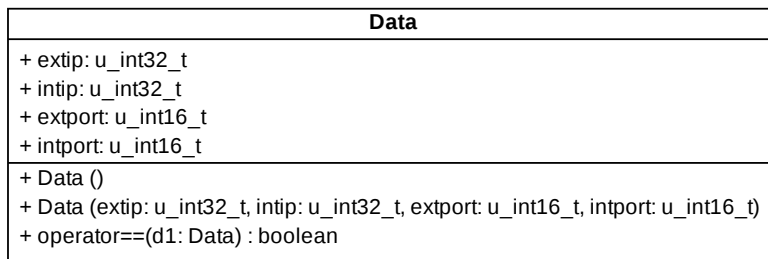 Data
+ extip: u_int32_t
+ intip: u_int32_t
+ extport: u_int16_t
+ intport: u_int16_t
+ Data ()
+ Data (extip: u_int32_t, intip: u_int32_t, extport: u_int16_t, intport: u_int16_t)
+ operator==(d1: Data) : boolean